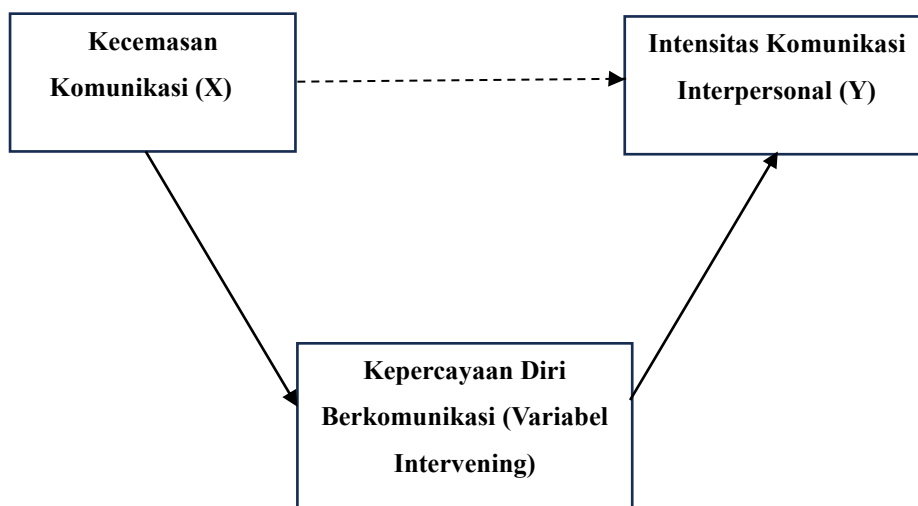 Kecemasan
Komunikasi (X)
Intensitas Komunikasi
Interpersonal (Y)
Kepercayaan Diri
Berkomunikasi (Variabel
Intervening)